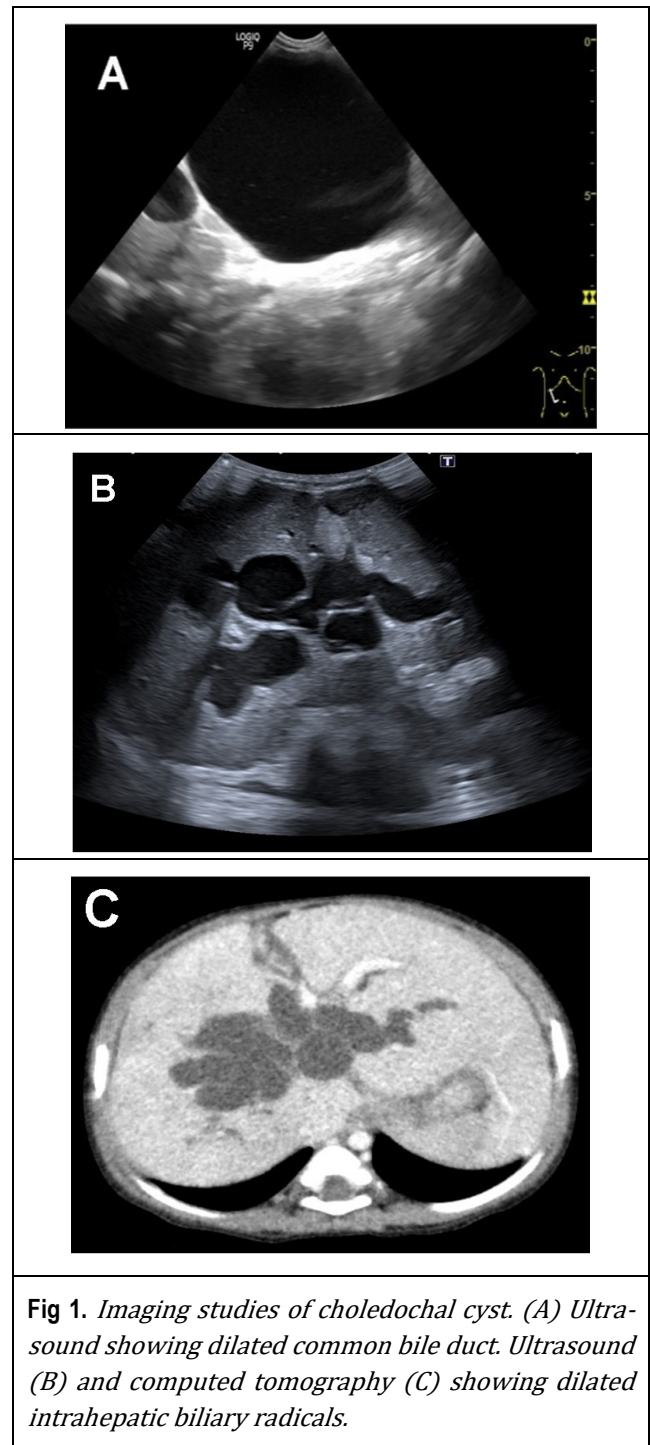 LOGIQ
P9
A
0
5
10
B
T
C
Fig 1. Imaging studies of choledochal cyst. (A) Ultra-
sound showing dilated common bile duct. Ultrasound
(B) and computed tomography (C) showing dilated
intrahepatic biliary radicals.